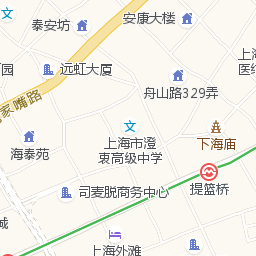 泰安坊
安康大楼
文
上海
医
园
远虹大厦
舟山路329弄
家嘴路
文
上海市澄
衷高级中学
下海庙
海泰苑
提篮桥
司麦脱商务中心
城
上海外滩